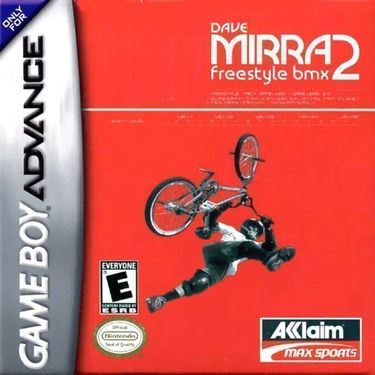 ONLY
FOR
GAME BOY ADVANCE
DAVE
MIRRA 2
freestyle bmx
EVERYONE
E
CONTENT RATED BY
ESRB
Official
Nintendo
Seal of Quality
AKKlaim
MAX SPORTS